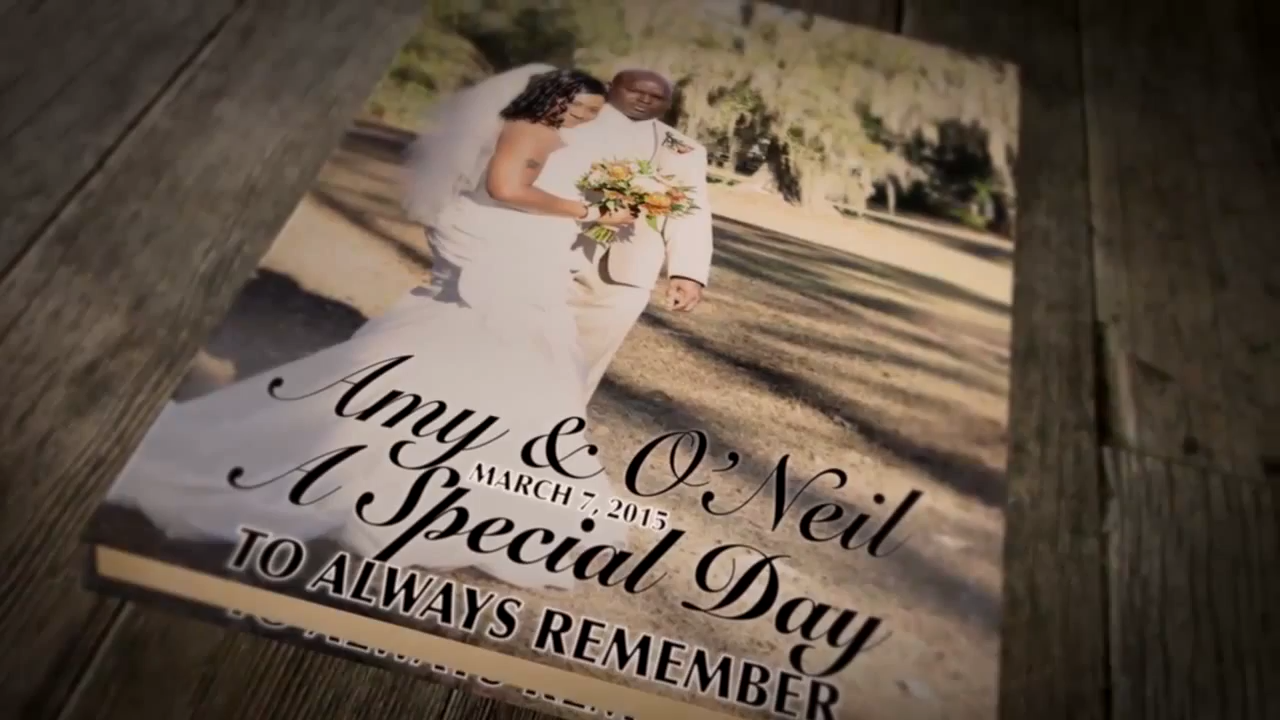 Amy & O'Neil
MARCH 7, 2015
A Special Day
TO ALWAYS REMEMBER